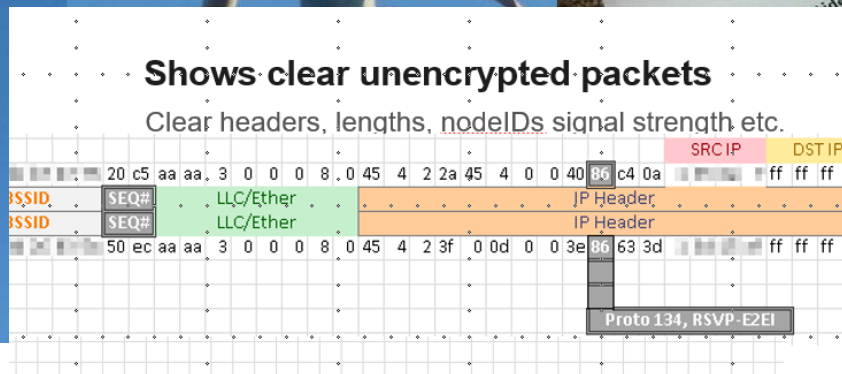 Shows clear unencrypted packets
Clear headers, lengths, nodeIDs signal strength etc.
SRC IP DST IP
20 c5 aa aa 3 0 0 0 8 0 45 4 2 2a 45 4 0 0 40 86 c4 0a ff ff ff
SSID SEQ# LLC/Ether IP Header
SSID SEQ# LLC/Ether IP Header
50 ec aa aa 3 0 0 0 8 0 45 4 2 3f 0 0d 0 0 3e 86 63 3d ff ff ff
Proto 134, RSVP-E2EI